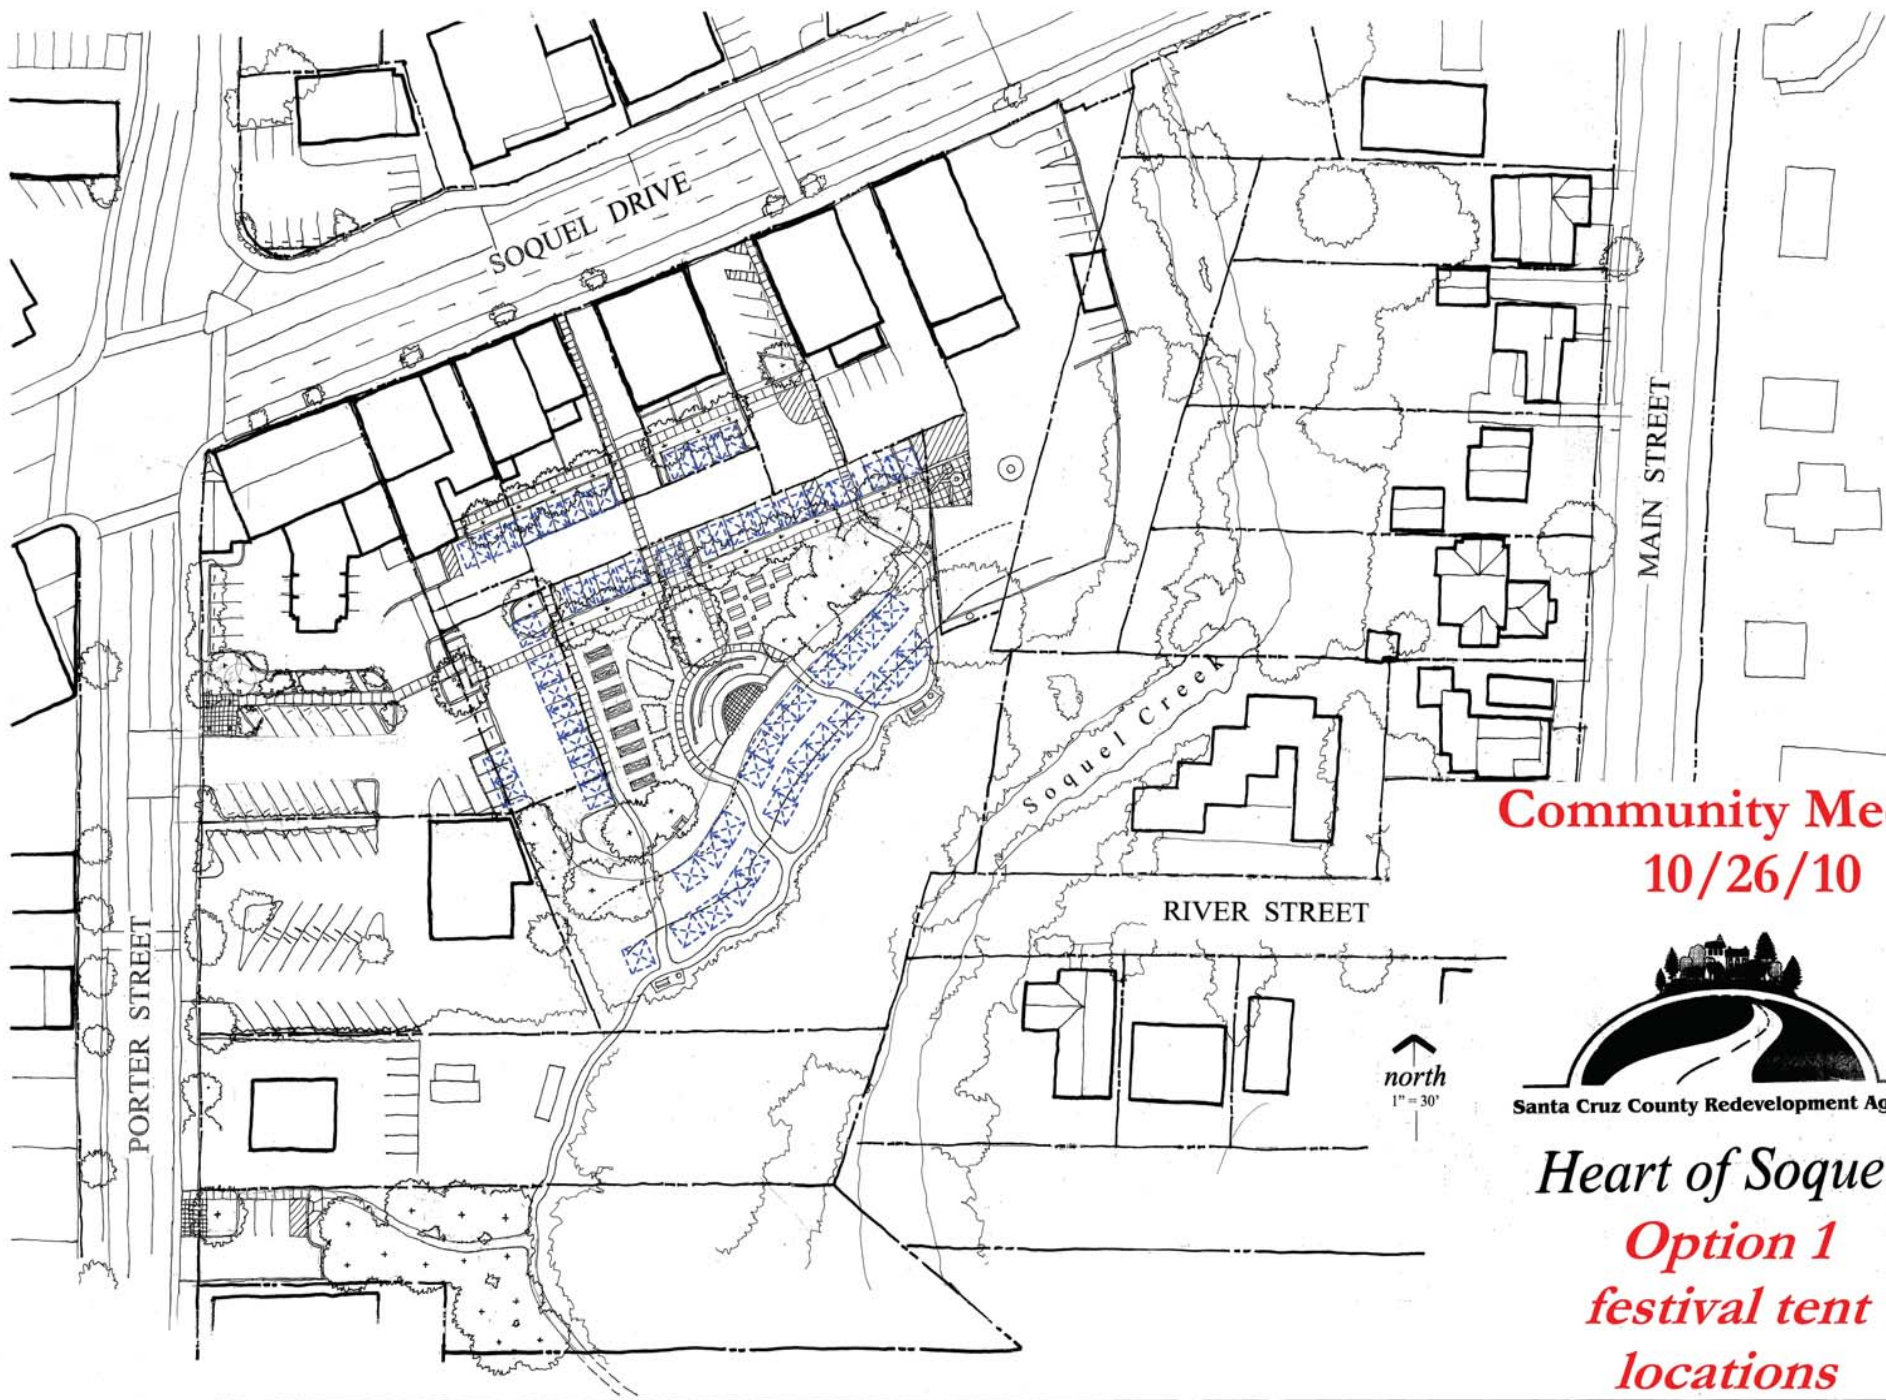 SOQUEL DRIVE
MAIN STREET
Soquel Creek
RIVER STREET
PORTER STREET
north
1" = 30'
Community Me
10/26/10
Santa Cruz County Redevelopment Ag
Heart of Soque
Option 1
festival tent
locations